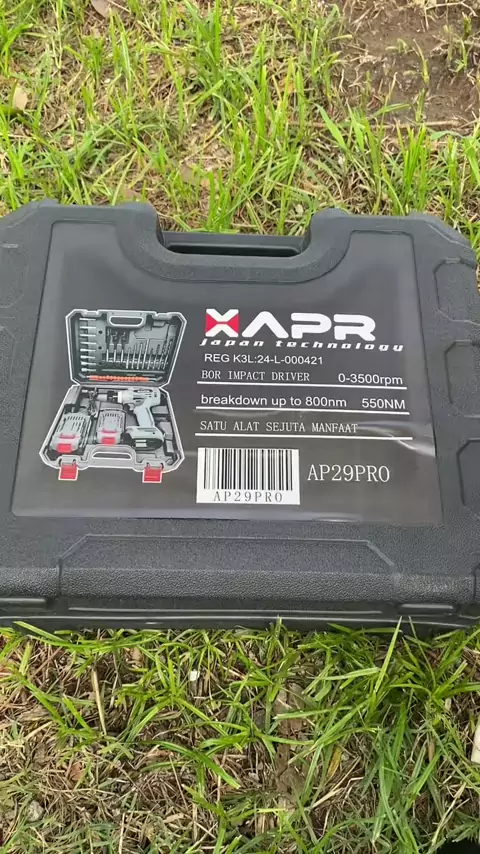 XAPR
japan technology
REG K3L:24-L-000421
BOR IMPACT DRIVER 0-3500rpm
breakdown up to 800nm 550NM
SATU ALAT SEJUTA MANFAAT
AP29PRO
AP29PRO